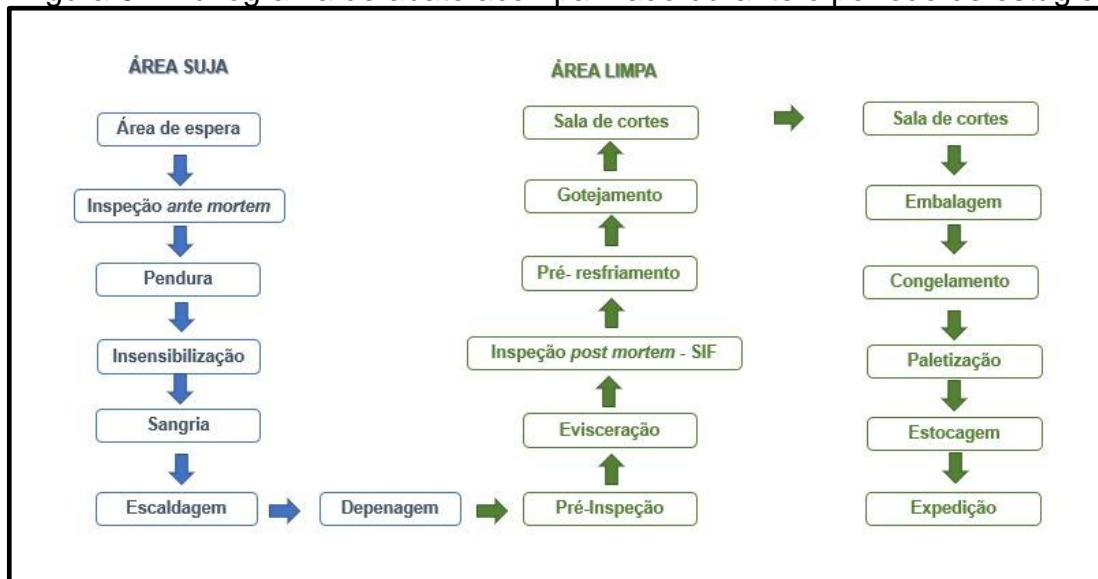 ÁREA SUJA
Área de espera
Inspeção ante mortem
Pendura
Insensibilização
Sangria
Escaldagem
Depenagem
ÁREA LIMPA
Pré-Inspeção
Evisceração
Inspeção post mortem - SIF
Pré- resfriamento
Gotejamento
Sala de cortes
Sala de cortes
Embalagem
Congelamento
Paletização
Estocagem
Expedição